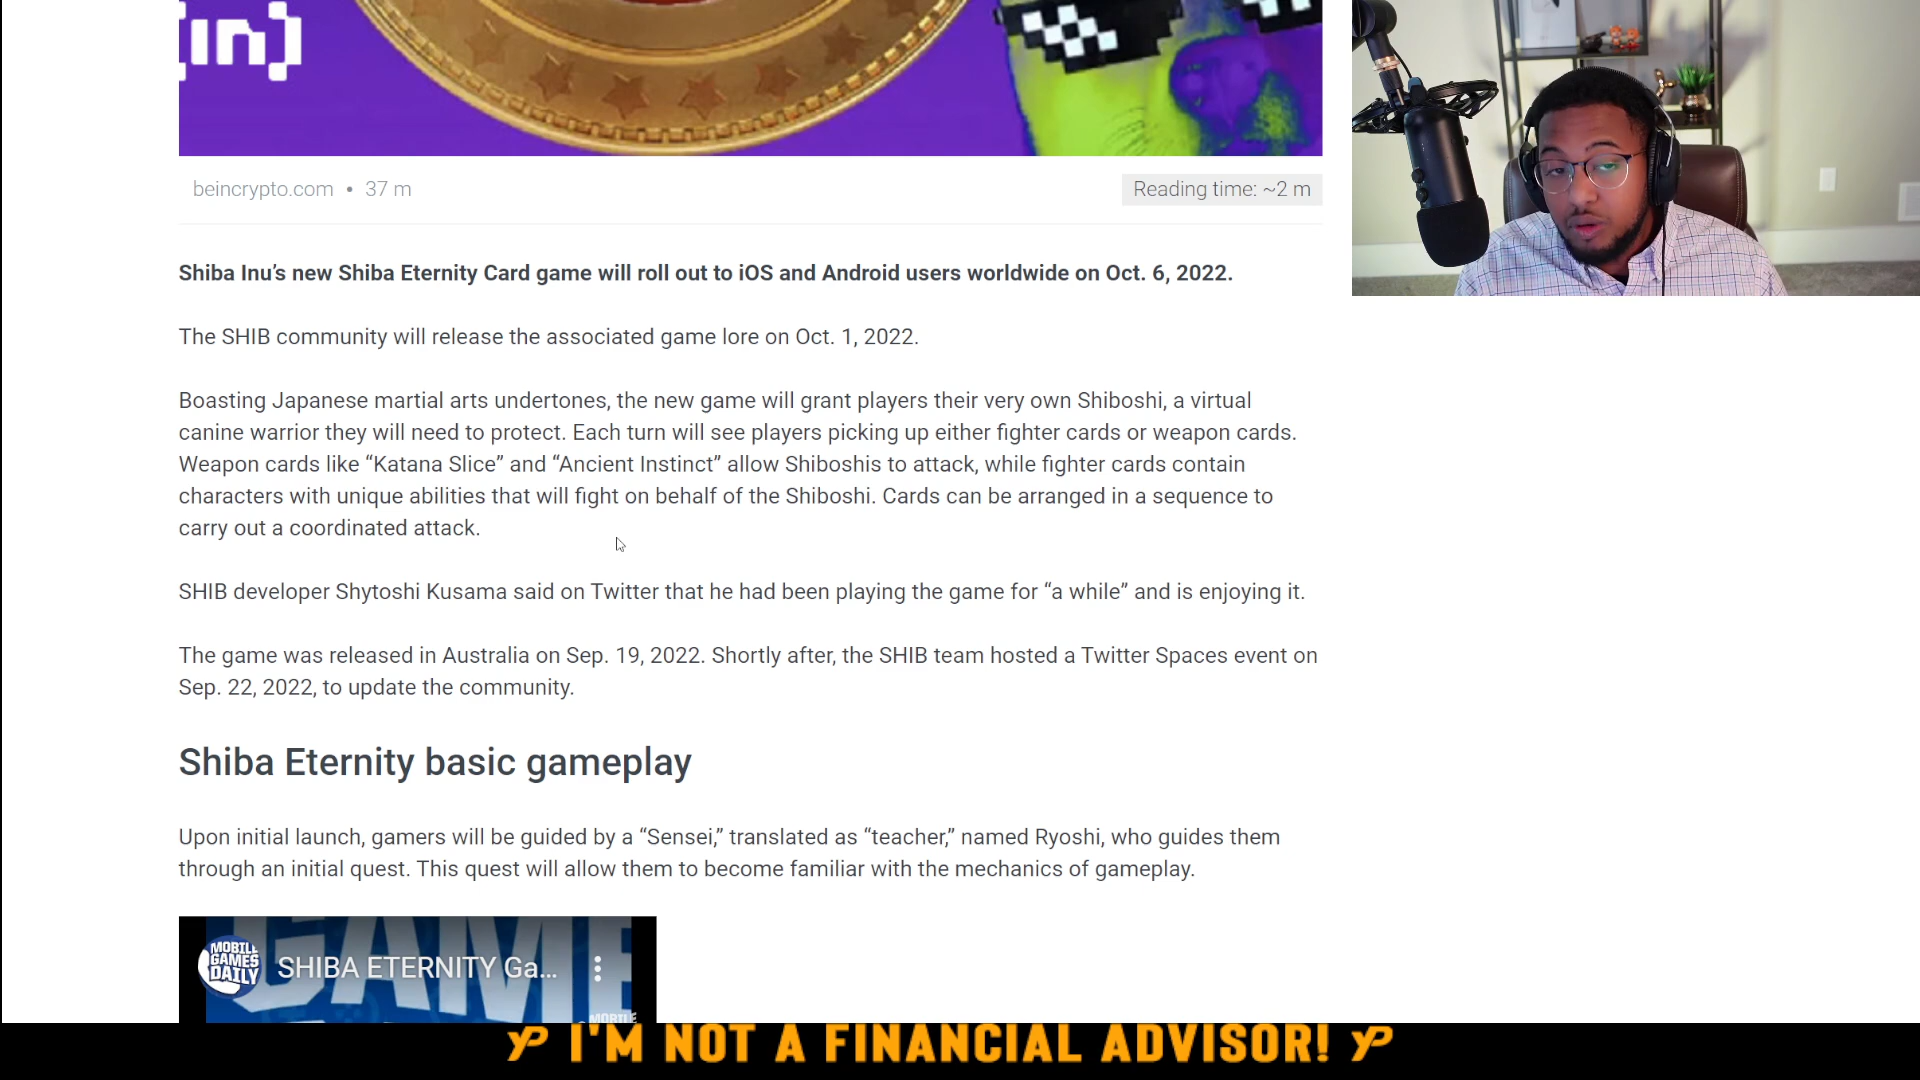 in)
beincrypto.com • 37 m
Reading time: ~2 m
Shiba Inu’s new Shiba Eternity Card game will roll out to iOS and Android users worldwide on Oct. 6, 2022.
The SHIB community will release the associated game lore on Oct. 1, 2022.
Boasting Japanese martial arts undertones, the new game will grant players their very own Shiboshi, a virtual
canine warrior they will need to protect. Each turn will see players picking up either fighter cards or weapon cards.
Weapon cards like “Katana Slice” and “Ancient Instinct” allow Shiboshis to attack, while fighter cards contain
characters with unique abilities that will fight on behalf of the Shiboshi. Cards can be arranged in a sequence to
carry out a coordinated attack.
SHIB developer Shytoshi Kusama said on Twitter that he had been playing the game for “a while” and is enjoying it.
The game was released in Australia on Sep. 19, 2022. Shortly after, the SHIB team hosted a Twitter Spaces event on
Sep. 22, 2022, to update the community.
Shiba Eternity basic gameplay
Upon initial launch, gamers will be guided by a “Sensei,” translated as “teacher,” named Ryoshi, who guides them
through an initial quest. This quest will allow them to become familiar with the mechanics of gameplay.
GAME
MOBILE
GAMES
DAILY
SHIBA ETERNITY Ga...
MOBILE
YP I'M NOT A FINANCIAL ADVISOR! YP